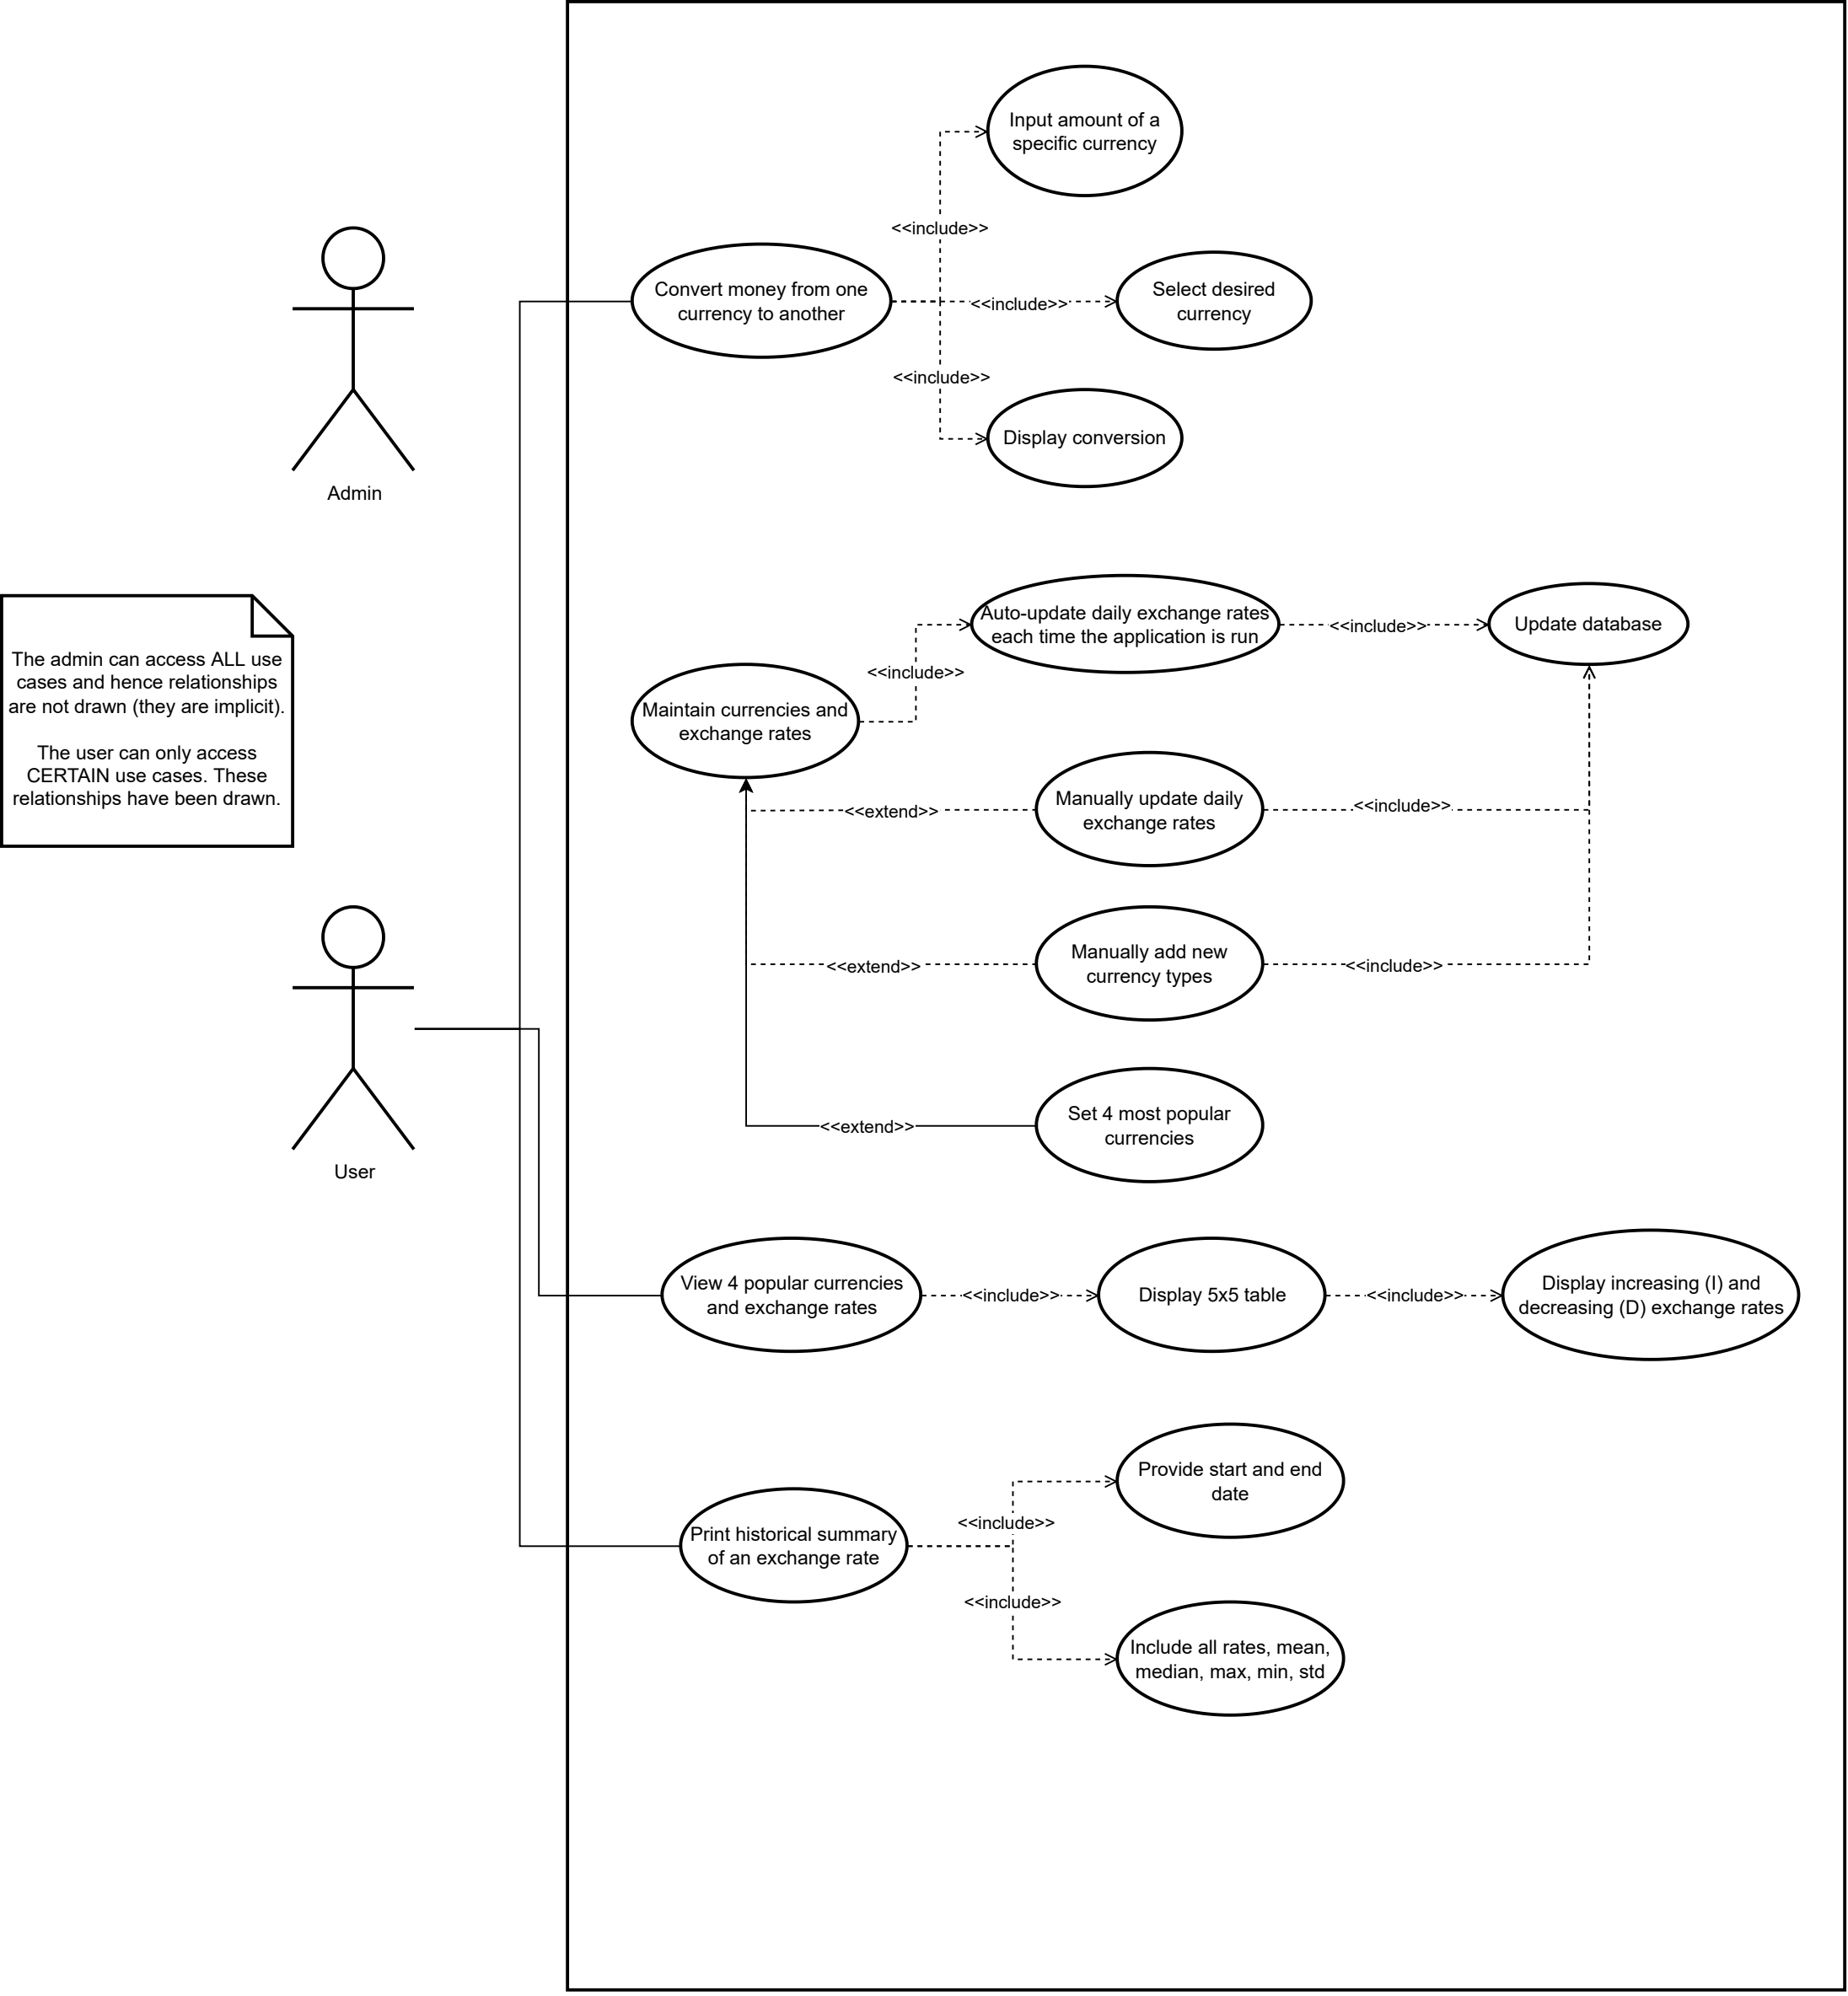 Input amount of a
specific currency
<<include>>
Convert money from one
currency to another
<<include>>
Select desired
currency
<<include>>
Display conversion
Admin
Auto-update daily exchange rates
each time the application is run
<<include>>
Update database
<<include>>
The admin can access ALL use
cases and hence relationships
are not drawn (they are implicit).
The user can only access
CERTAIN use cases. These
relationships have been drawn.
Maintain currencies and
exchange rates
<<extend>>
Manually update daily
exchange rates
<<include>>
<<extend>>
Manually add new
currency types
<<include>>
<<extend>>
Set 4 most popular
currencies
User
View 4 popular currencies
and exchange rates
<<include>>
Display 5x5 table
<<include>>
Display increasing (I) and
decreasing (D) exchange rates
Provide start and end
date
<<include>>
Print historical summary
of an exchange rate
<<include>>
Include all rates, mean,
median, max, min, std